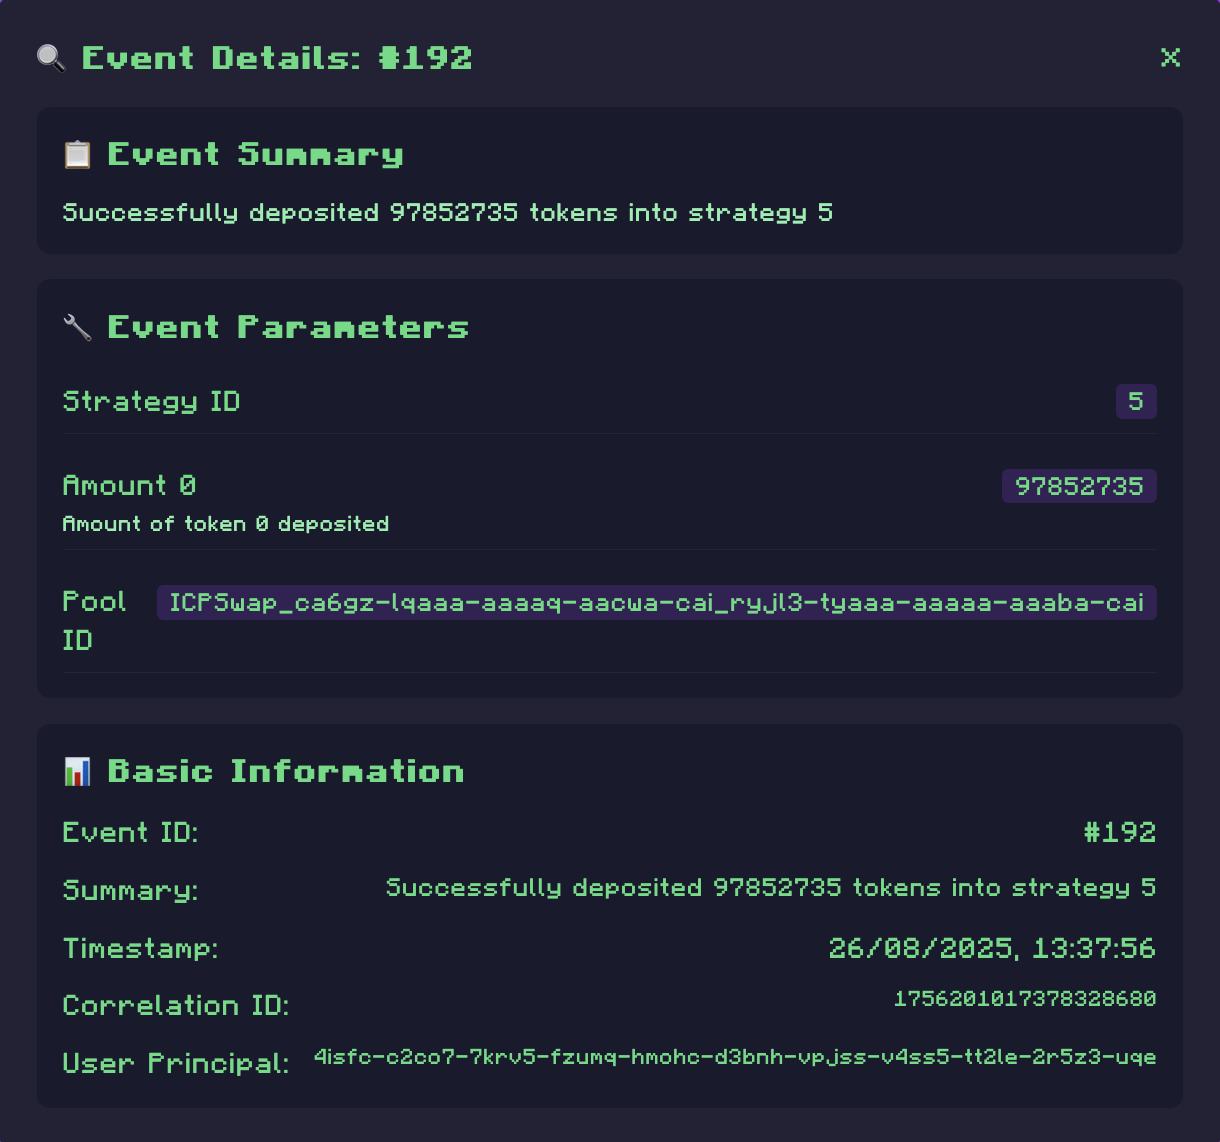 Event Details: #192
X
Event Summary
Successfully deposited 97852735 tokens into strategy 5
Event Parameters
Strategy ID
5
Amount 0
97852735
Amount of token 0 deposited
Pool ID
ICPSwap_ca6gz-lqaaa-aaaaq-aacwa-cai_ryjl3-tyaaa-aaaaa-aaaba-cai
Basic Information
Event ID:
#192
Summary:
Successfully deposited 97852735 tokens into strategy 5
Timestamp:
26/08/2025, 13:37:56
Correlation ID:
1756201017378328680
User Principal:
4isfc-c2co7-7krv5-fzumq-hmohc-d3bnh-vpjss-v4ss5-tt2le-2r5z3-uqe